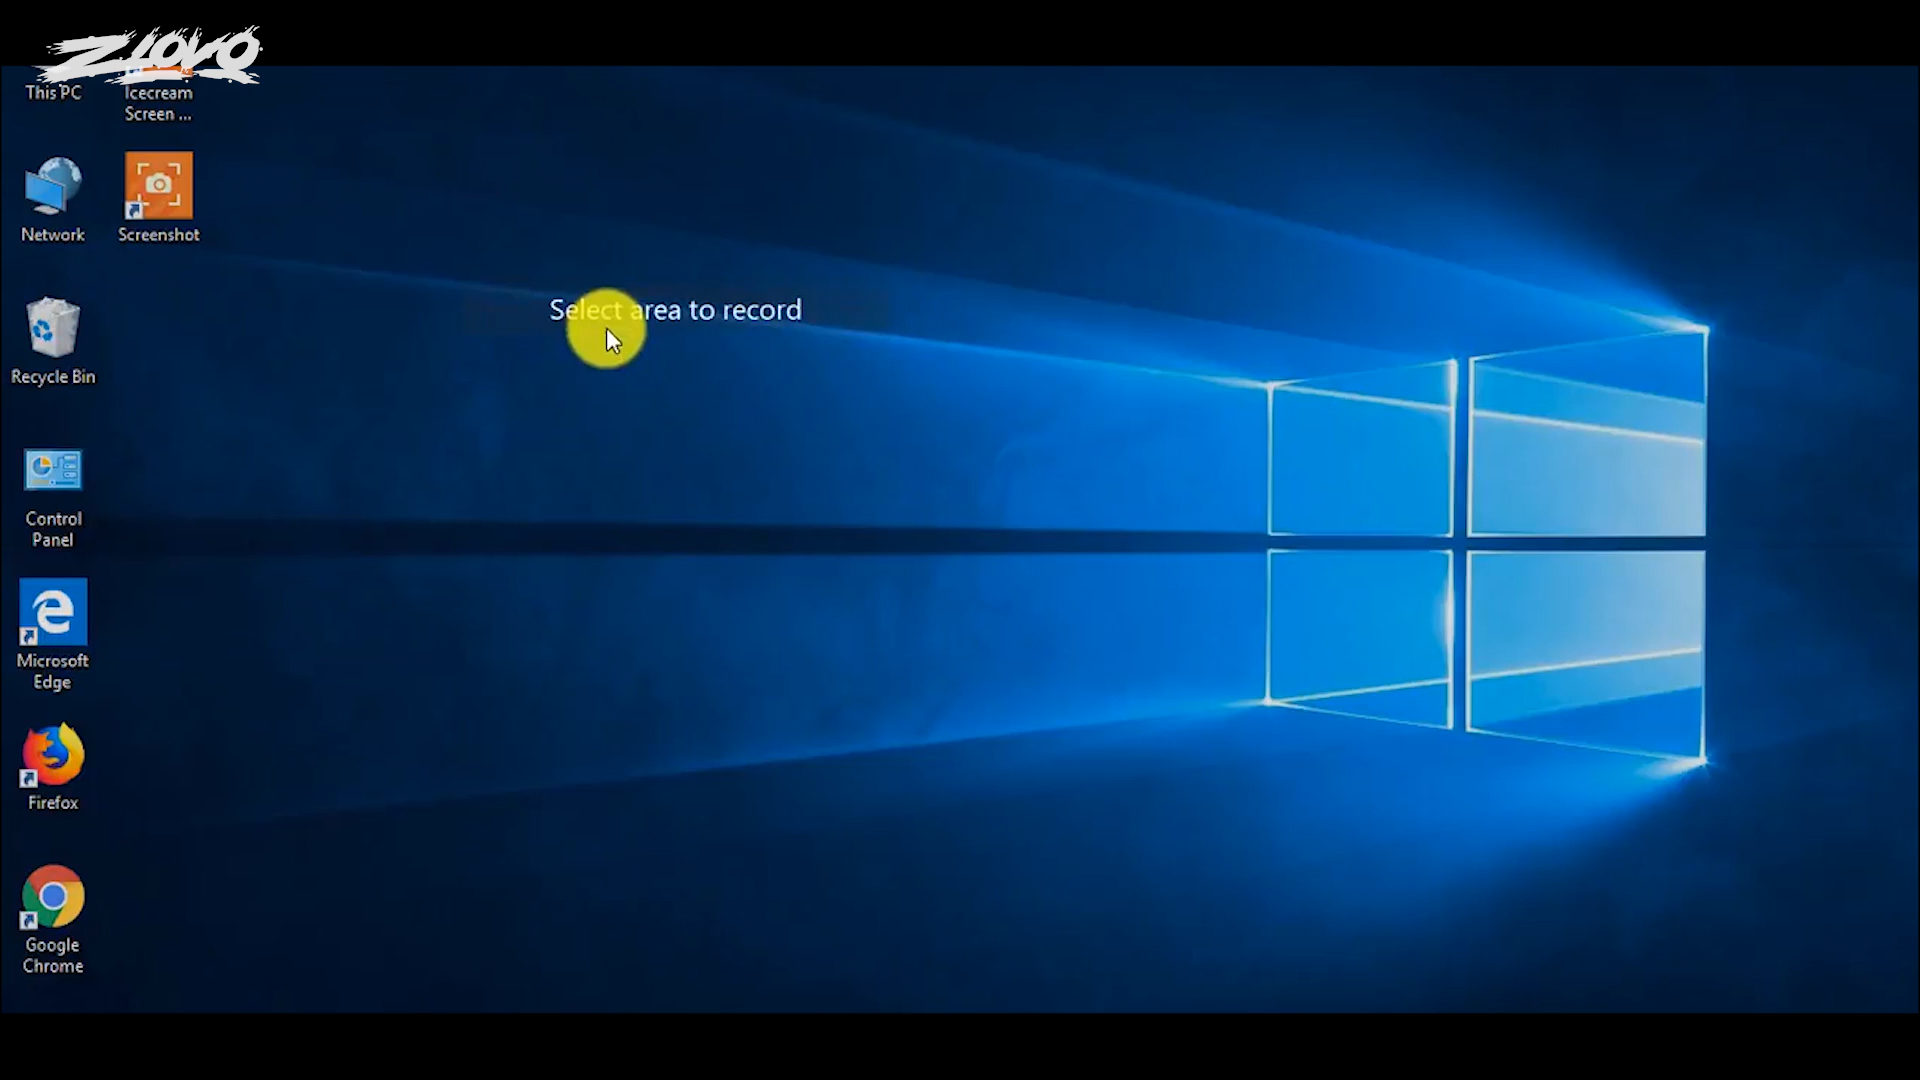 ZLOVO
This PC
Icecream
Screen ...
Network
Screenshot
Select area to record
Recycle Bin
Control
Panel
Microsoft
Edge
Firefox
Google
Chrome